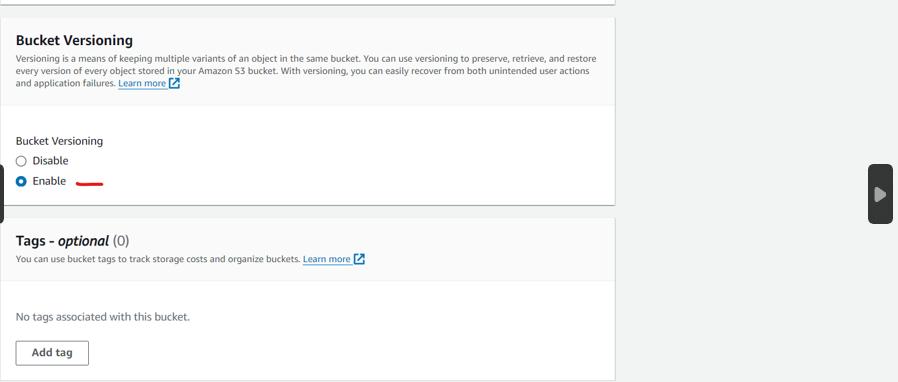 Bucket Versioning
Versioning is a means of keeping multiple variants of an object in the same bucket. You can use versioning to preserve, retrieve, and restore
every version of every object stored in your Amazon S3 bucket. With versioning, you can easily recover from both unintended user actions
and application failures. Learn more
Bucket Versioning
Disable
Enable
Tags - optional (0)
You can use bucket tags to track storage costs and organize buckets. Learn more
No tags associated with this bucket.
Add tag